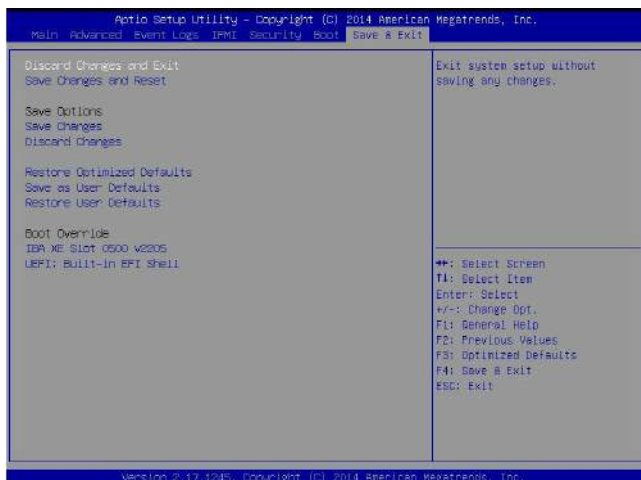 Aptio Setup Utility - Copyright (C) 2014 American Megatrends, Inc.
Main Advanced Event Logs IPMI Security Boot Save & Exit
Discard Changes and Exit
Save Changes and Reset
Save Options
Save Changes
Discard Changes
Restore Optimized Defaults
Save as User Defaults
Restore User Defaults
Boot Override
IBA XE Slot 0500 v2205
UEFI: Built-in EFI Shell
Exit system setup without
saving any changes.
→←: Select Screen
↑↓: Select Item
Enter: Select
+/-: Change Opt.
F1: General Help
F2: Previous Values
F3: Optimized Defaults
F4: Save & Exit
ESC: Exit
Version 2.17.1245. Copyright (C) 2014 American Megatrends, Inc.